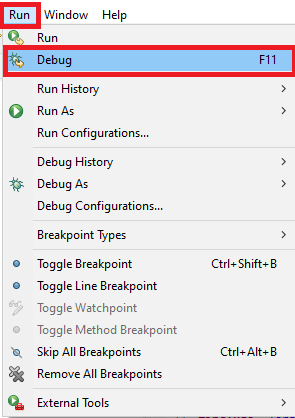 Run Window Help
Run
Debug F11
Run History
Run As
Run Configurations...
Debug History
Debug As
Debug Configurations...
Breakpoint Types
Toggle Breakpoint Ctrl+Shift+B
Toggle Line Breakpoint
Toggle Watchpoint
Toggle Method Breakpoint
Skip All Breakpoints Ctrl+Alt+B
Remove All Breakpoints
External Tools